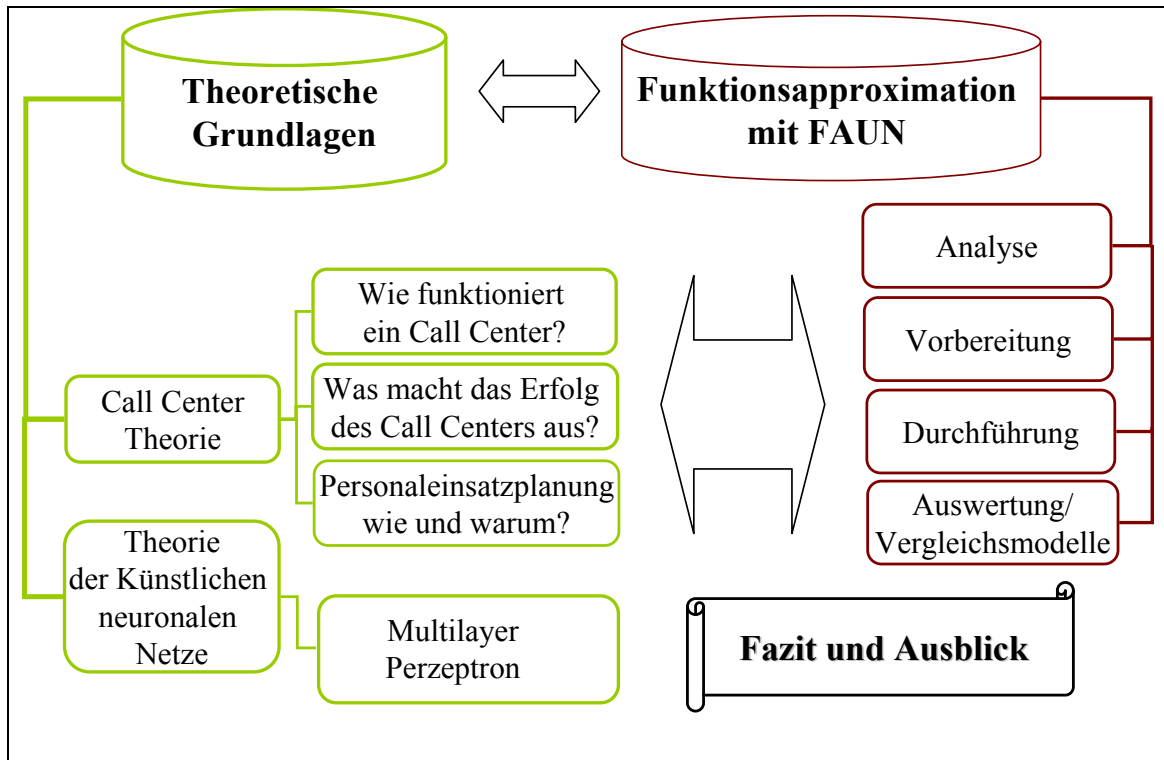 Theoretische
Grundlagen
Funktionsapproximation
mit FAUN
Call Center
Theorie
Wie funktioniert
ein Call Center?
Was macht das Erfolg
des Call Centers aus?
Personaleinsatzplanung
wie und warum?
Theorie
der Künstlichen
neuronalen
Netze
Multilayer
Perzeptron
Analyse
Vorbereitung
Durchführung
Auswertung/
Vergleichsmodelle
Fazit und Ausblick